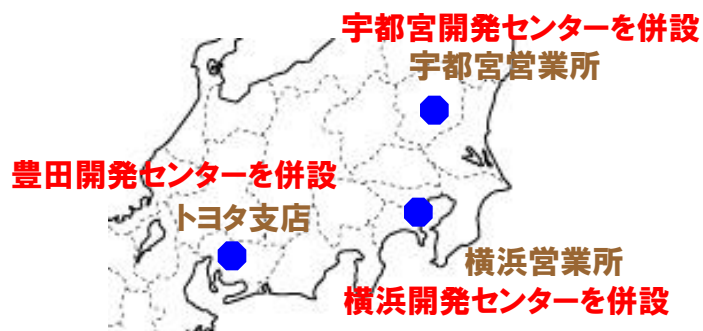 宇都宮開発センターを併設
宇都宮営業所
豊田開発センターを併設
トヨタ支店
横浜営業所
横浜開発センターを併設